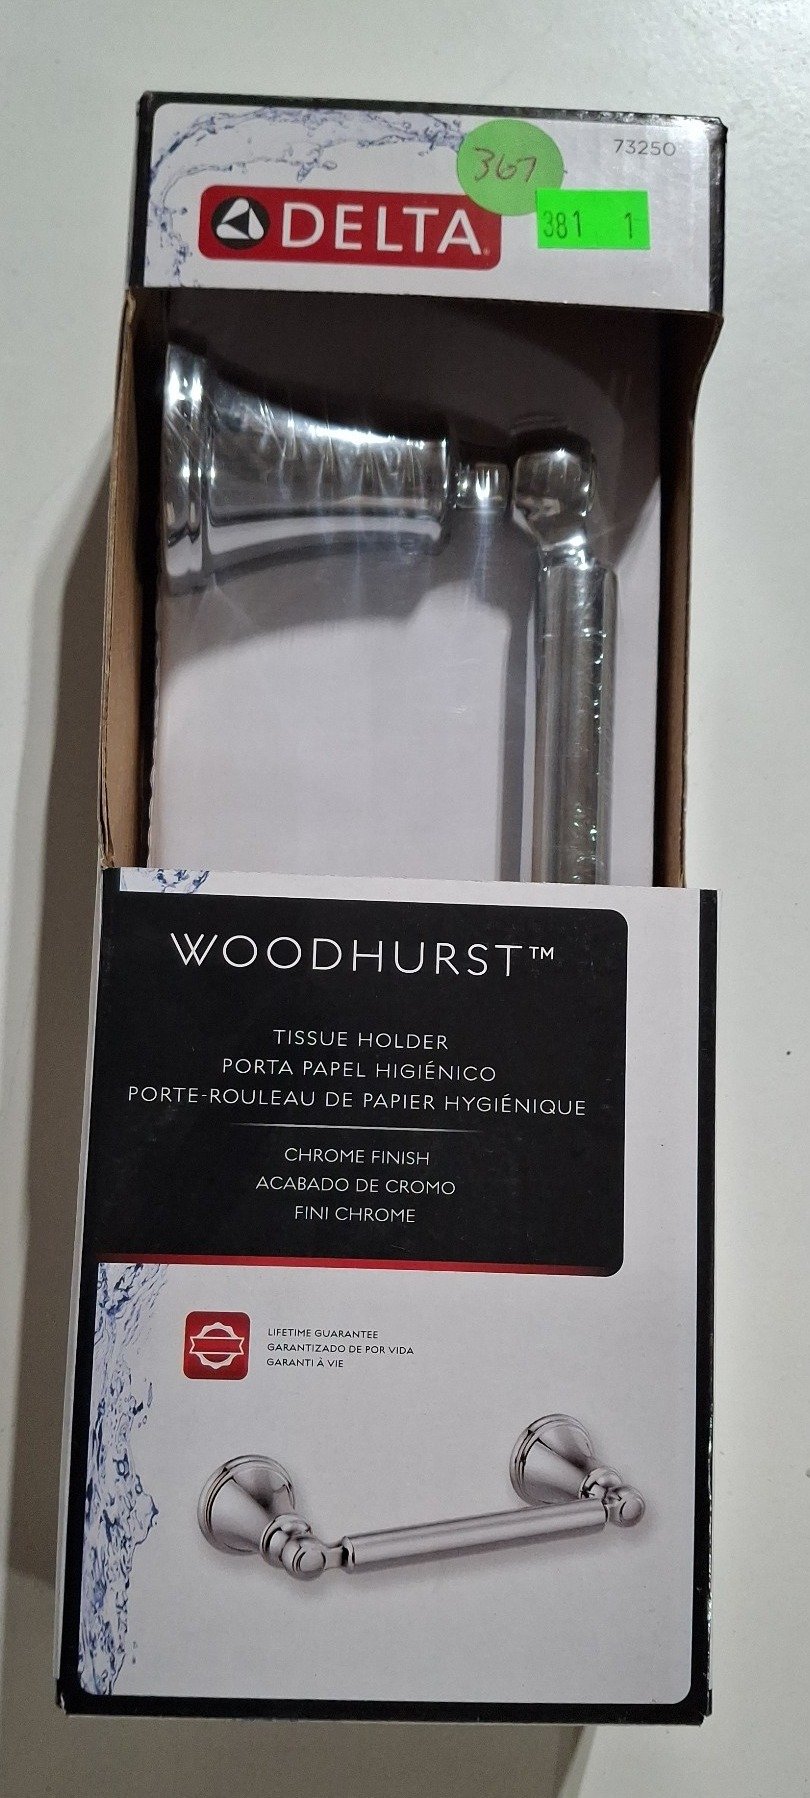 367
73250
DELTA
381 1
WOODHURST™
TISSUE HOLDER
PORTA PAPEL HIGIÉNICO
PORTE-ROULEAU DE PAPIER HYGIÉNIQUE
CHROME FINISH
ACABADO DE CROMO
FINI CHROME
LIFETIME GUARANTEE
GARANTIZADO DE POR VIDA
GARANTI À VIE